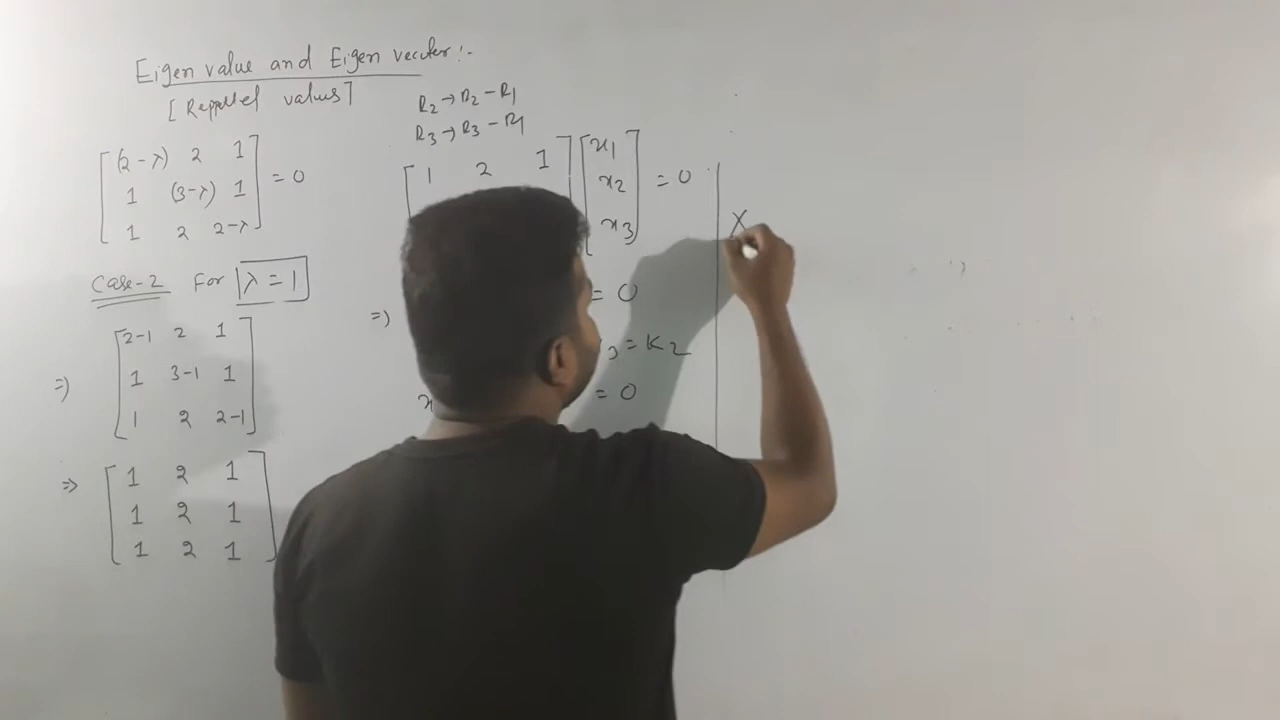 Eigen value and Eigen vecuter :-
[ Reppeted values ]
(2-λ) 2 1
1 (3-λ) 1 = 0
1 2 2-λ
Case-2 For λ = 1
2-1 2 1
=) 1 3-1 1
1 2 2-1
=> 1 2 1
1 2 1
1 2 1
R2 → R2 - R1
R3 → R3 - R1
1 2 1 x1
x2 = 0
x3
=) = 0
= K2
x = 0
X